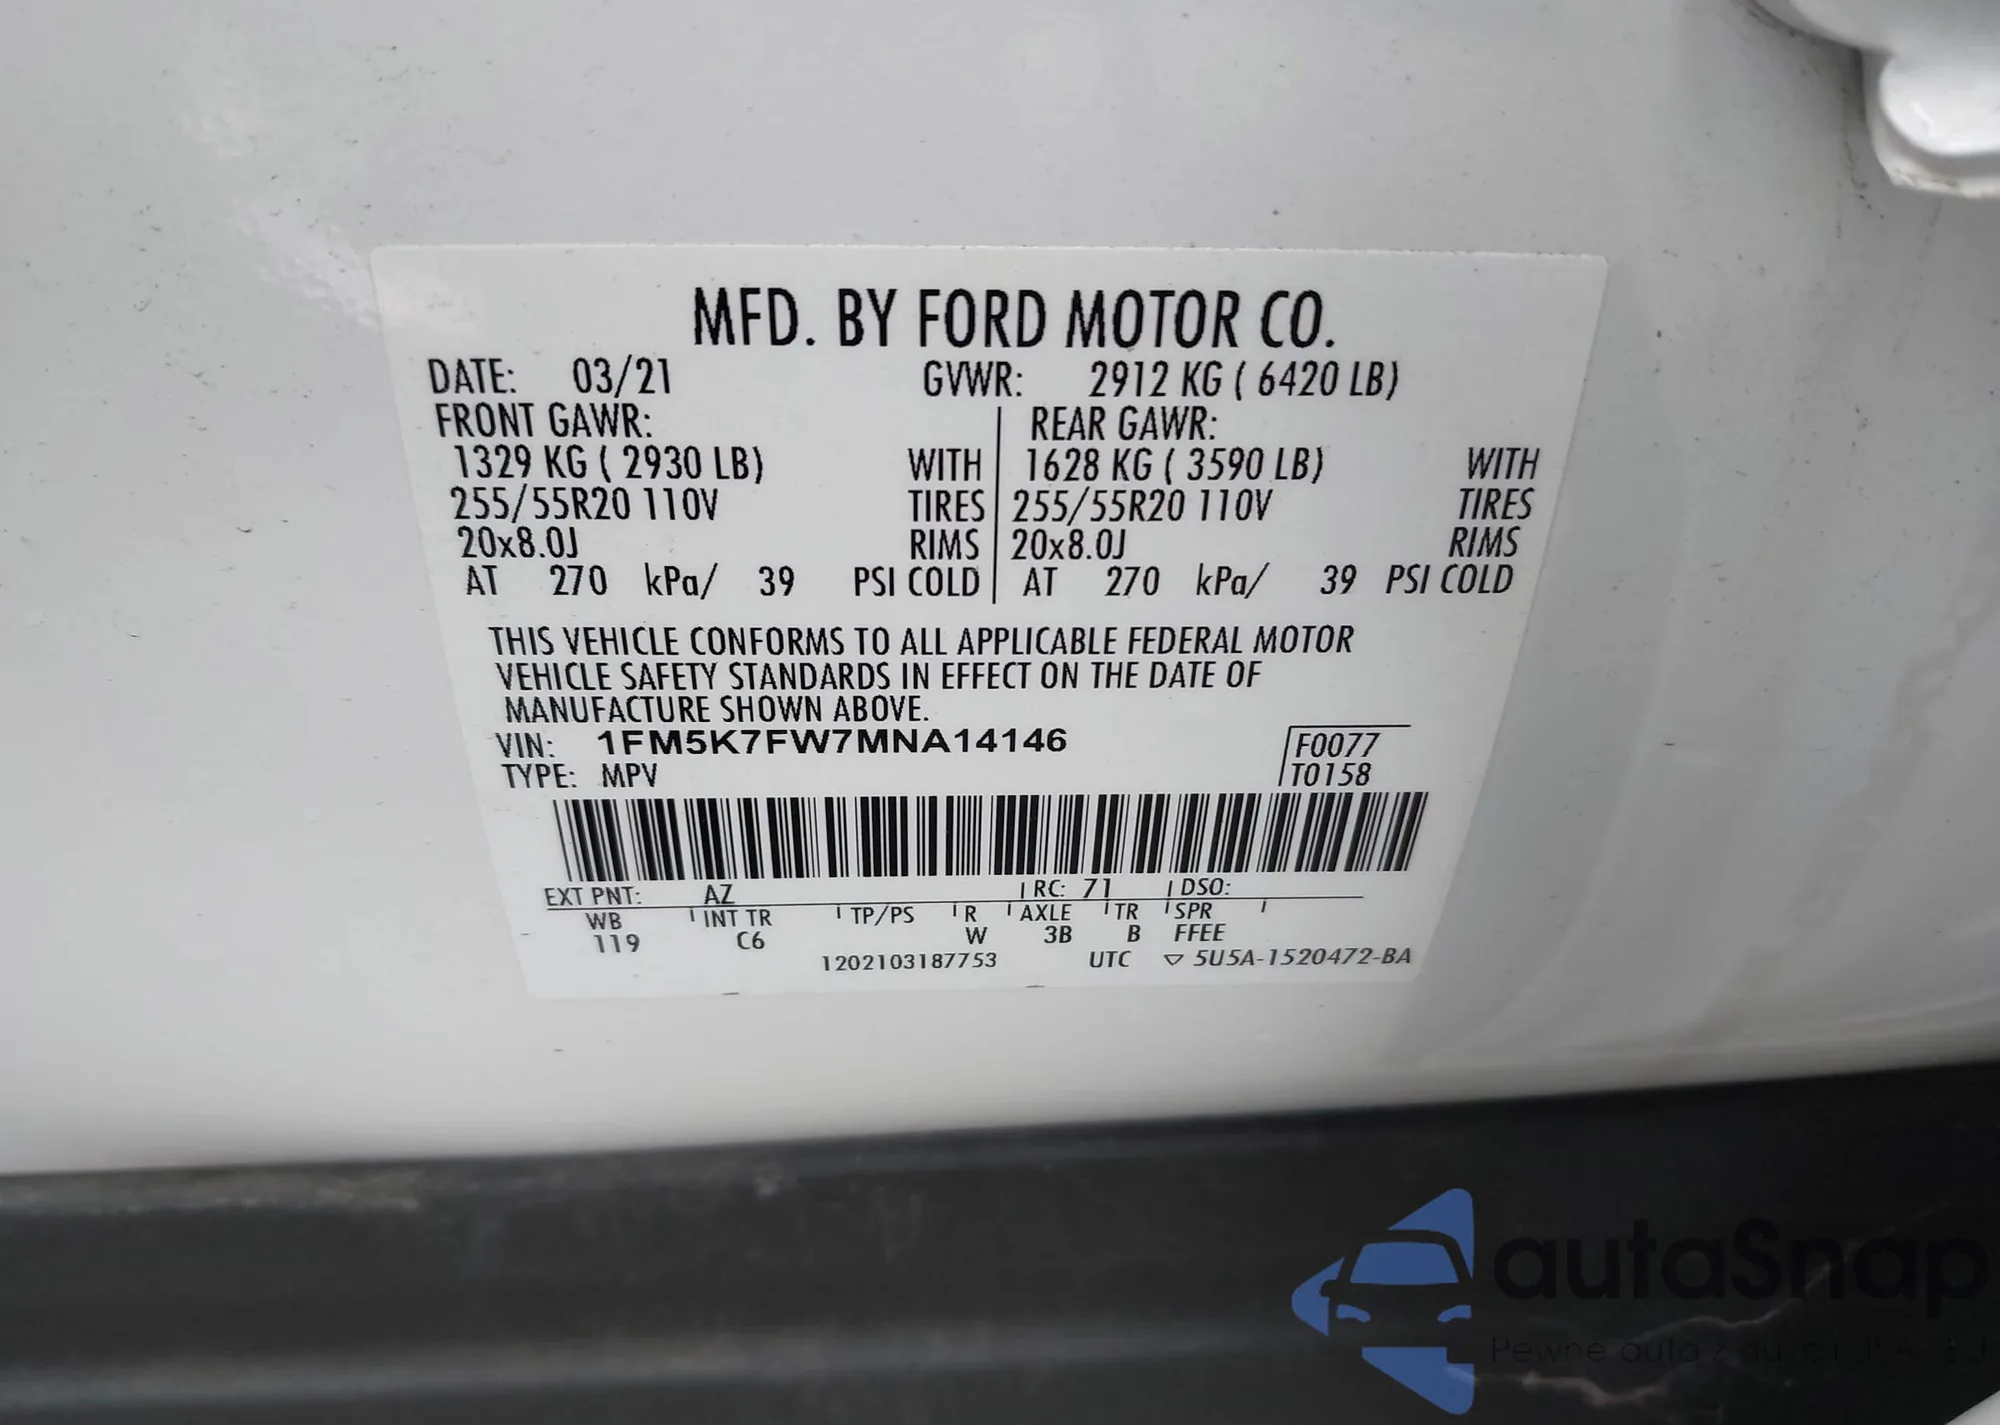 MFD. BY FORD MOTOR CO.
DATE: 03/21 GVWR: 2912 KG ( 6420 LB)
FRONT GAWR: REAR GAWR:
1329 KG ( 2930 LB) WITH 1628 KG ( 3590 LB) WITH
255/55R20 110V TIRES 255/55R20 110V TIRES
20x8.0J RIMS 20x8.0J RIMS
AT 270 kPa/ 39 PSI COLD AT 270 kPa/ 39 PSI COLD
THIS VEHICLE CONFORMS TO ALL APPLICABLE FEDERAL MOTOR
VEHICLE SAFETY STANDARDS IN EFFECT ON THE DATE OF
MANUFACTURE SHOWN ABOVE.
VIN: 1FM5K7FW7MNA14146 F0077
TYPE: MPV T0158
EXT PNT: AZ RC: 71 DSO:
WB INT TR TP/PS R AXLE TR SPR
119 C6 W 3B B FFEE
1202103187753 UTC ▽ 5U5A-1520472-BA
autaSnap
Pewne auta z